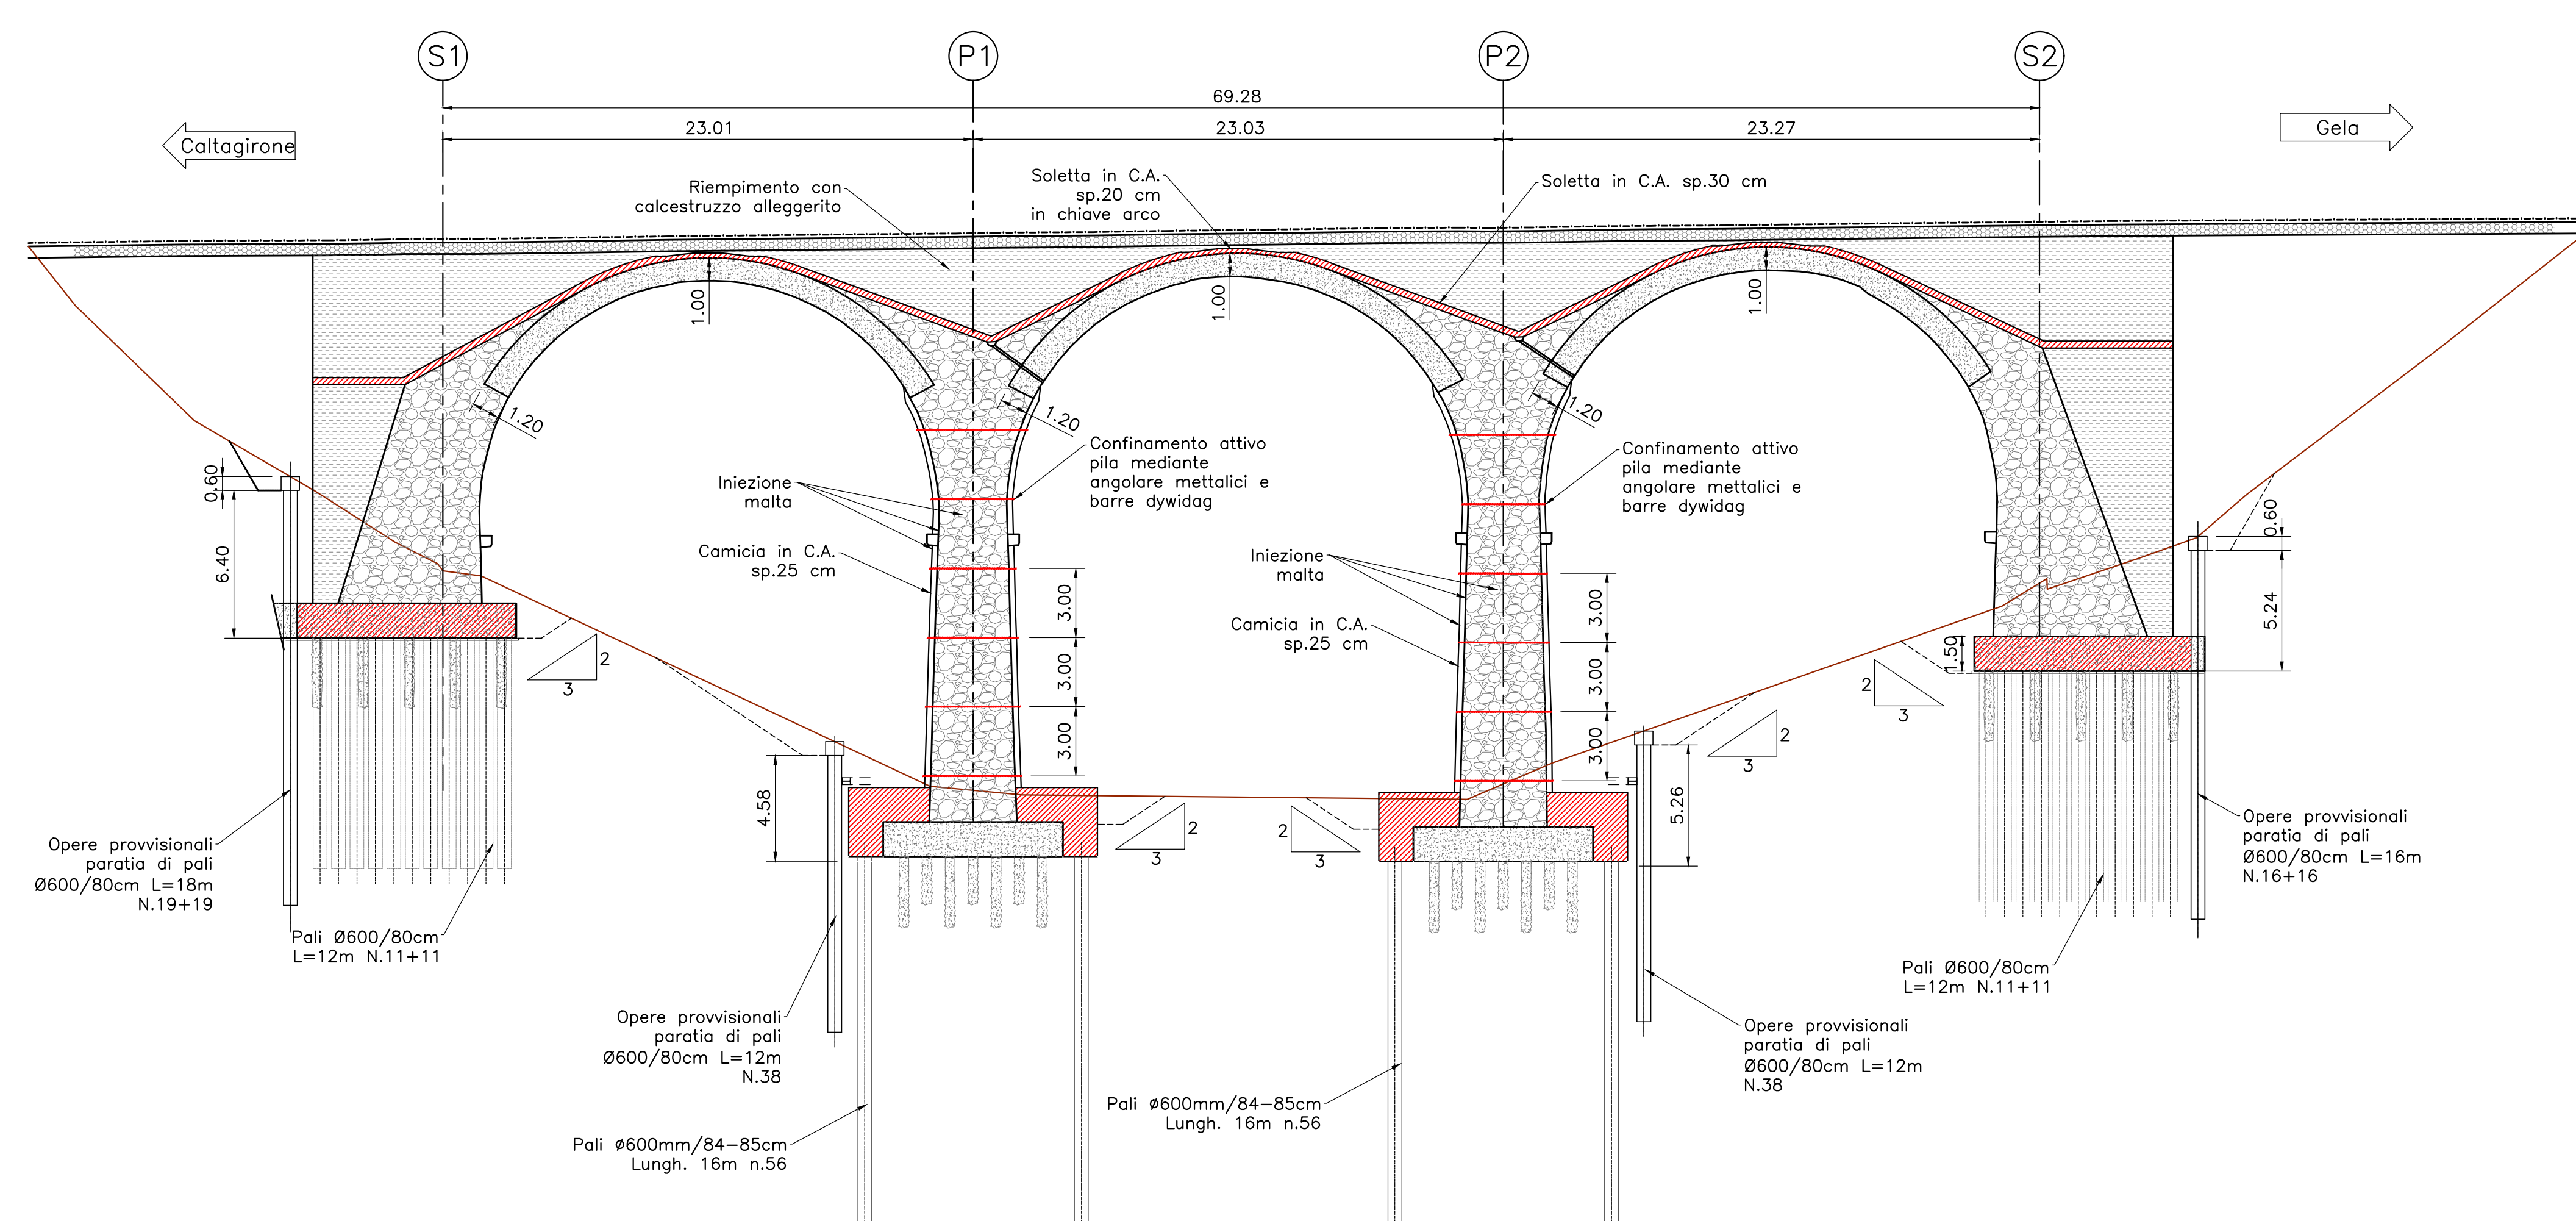 S1
P1
P2
S2
69.28
23.01
23.03
23.27
Caltagirone
Gela
Riempimento con
calcestruzzo alleggerito
Soletta in C.A.
sp.20 cm
in chiave arco
Soletta in C.A. sp.30 cm
1.00
1.00
1.00
1.20
1.20
1.20
Confinamento attivo
pila mediante
angolare mettalici e
barre dywidag
Confinamento attivo
pila mediante
angolare mettalici e
barre dywidag
Iniezione
malta
Camicia in C.A.
sp.25 cm
Iniezione
malta
Camicia in C.A.
sp.25 cm
0.60
6.40
0.60
5.24
1.50
3.00
3.00
3.00
3.00
3.00
3.00
2
3
2
3
2
3
2
3
2
3
4.58
5.26
Opere provvisionali
paratia di pali
Ø600/80cm L=18m
N.19+19
Pali Ø600/80cm
L=12m N.11+11
Opere provvisionali
paratia di pali
Ø600/80cm L=12m
N.38
Pali ø600mm/84-85cm
Lungh. 16m n.56
Pali ø600mm/84-85cm
Lungh. 16m n.56
Opere provvisionali
paratia di pali
Ø600/80cm L=12m
N.38
Pali Ø600/80cm
L=12m N.11+11
Opere provvisionali
paratia di pali
Ø600/80cm L=16m
N.16+16